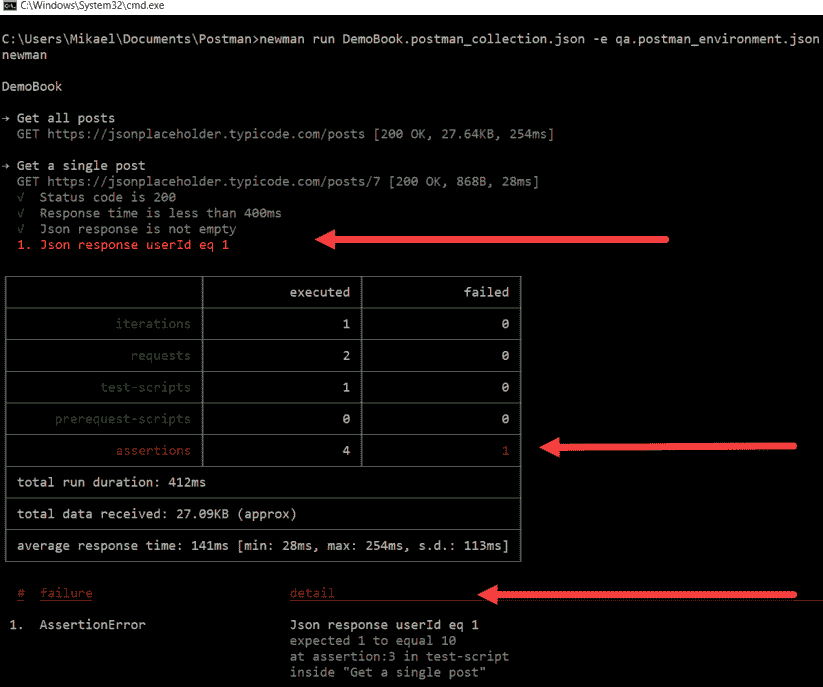 C:\Windows\System32\cmd.exe
C:\Users\Mikael\Documents\Postman>newman run DemoBook.postman_collection.json -e qa.postman_environment.json
newman
DemoBook
→ Get all posts
GET https://jsonplaceholder.typicode.com/posts [200 OK, 27.64KB, 254ms]
→ Get a single post
GET https://jsonplaceholder.typicode.com/posts/7 [200 OK, 868B, 28ms]
√ Status code is 200
√ Response time is less than 400ms
√ Json response is not empty
1. Json response userId eq 1
executed failed
iterations 1 0
requests 2 0
test-scripts 1 0
prerequest-scripts 0 0
assertions 4 1
total run duration: 412ms
total data received: 27.09KB (approx)
average response time: 141ms [min: 28ms, max: 254ms, s.d.: 113ms]
# failure detail
1. AssertionError Json response userId eq 1
expected 1 to equal 10
at assertion:3 in test-script
inside "Get a single post"